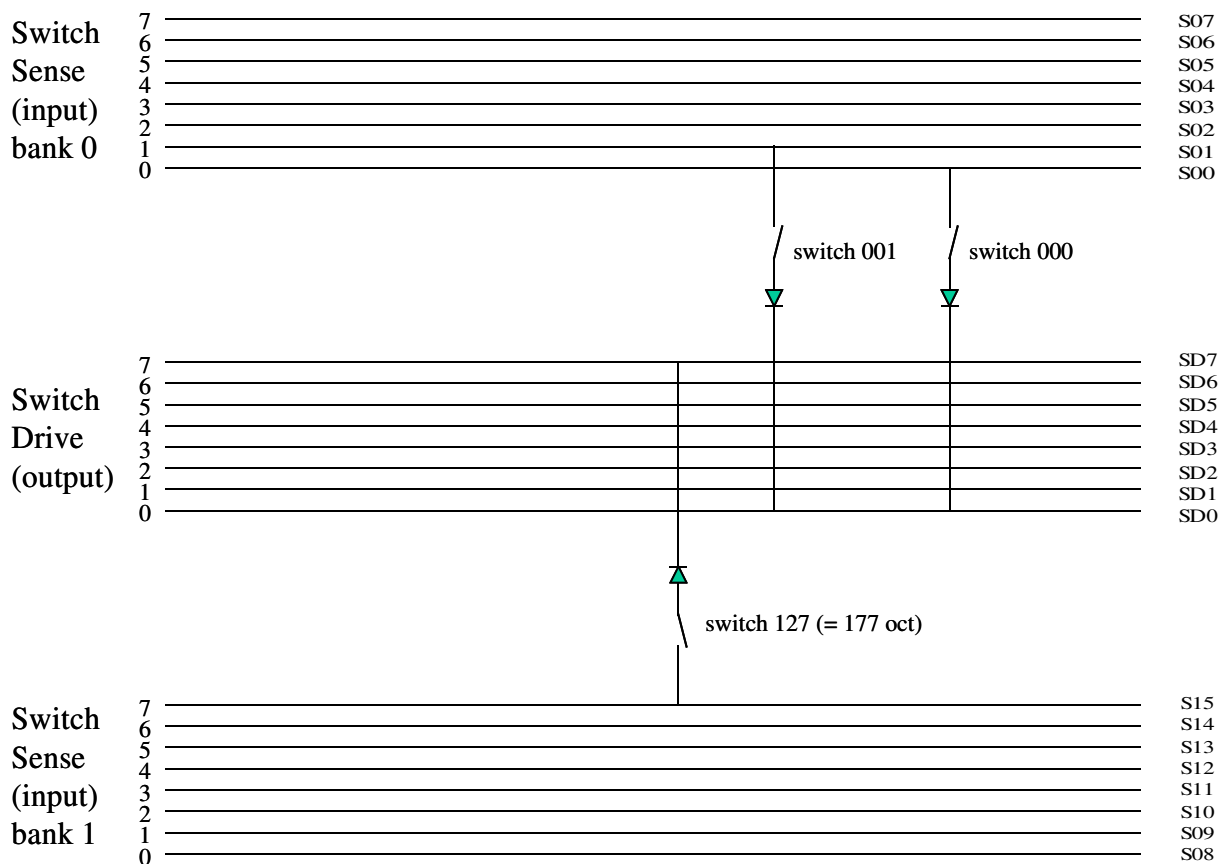 Switch
Sense
(input)
bank 0
7
6
5
4
3
2
1
0
S07
S06
S05
S04
S03
S02
S01
S00
switch 001
switch 000
Switch
Drive
(output)
7
6
5
4
3
2
1
0
SD7
SD6
SD5
SD4
SD3
SD2
SD1
SD0
switch 127 (= 177 oct)
Switch
Sense
(input)
bank 1
7
6
5
4
3
2
1
0
S15
S14
S13
S12
S11
S10
S09
S08